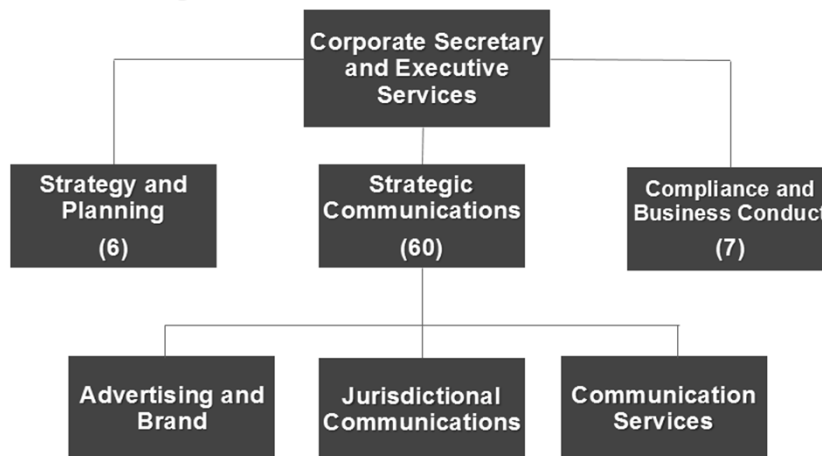 Corporate Secretary
and Executive
Services
Strategy and
Planning
(6)
Strategic
Communications
(60)
Compliance and
Business Conduct
(7)
Advertising and
Brand
Jurisdictional
Communications
Communication
Services